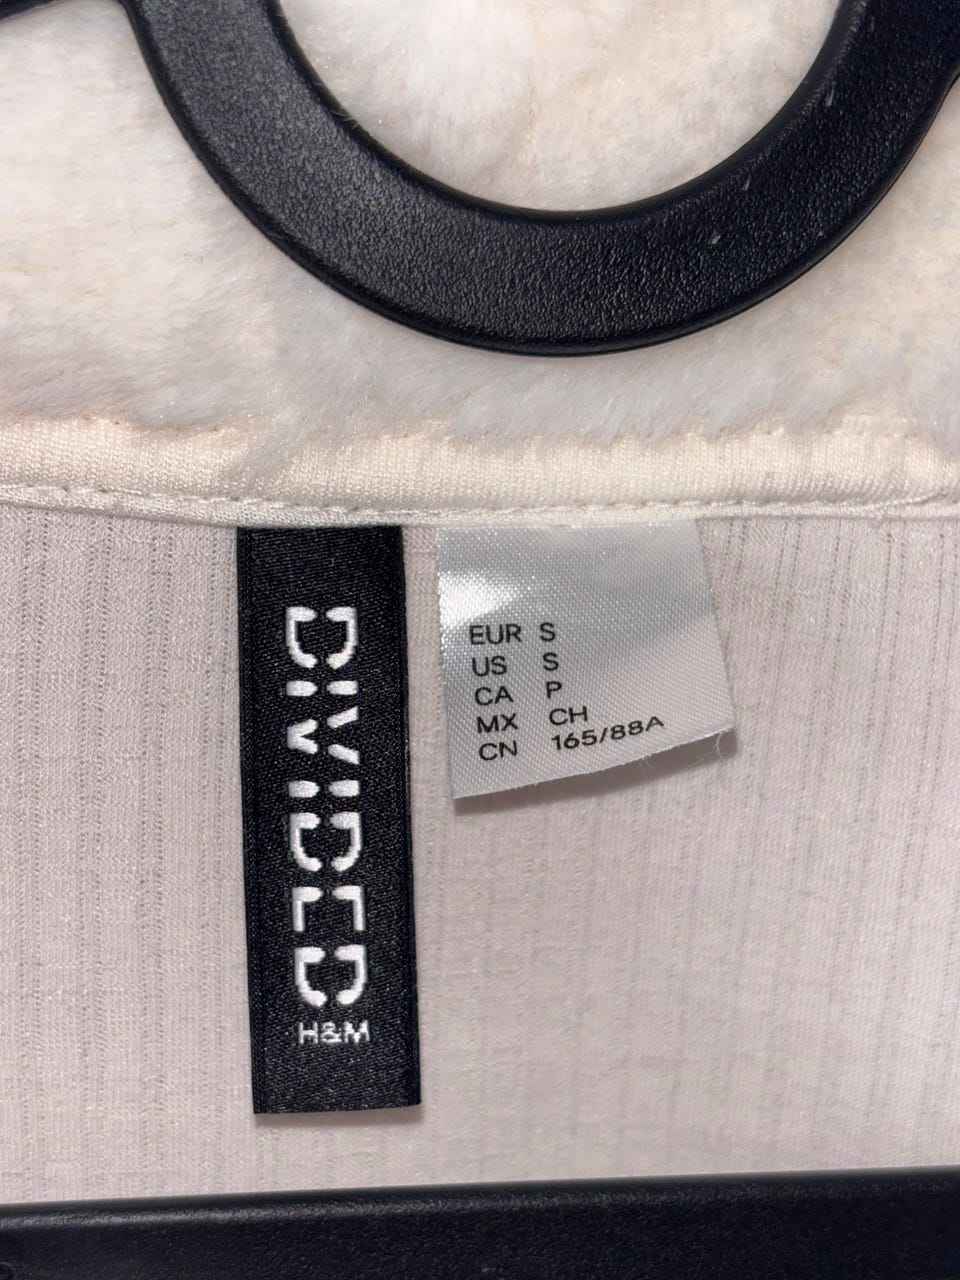 DIVIDED
H&M
EUR S
US S
CA P
MX CH
CN 165/88A